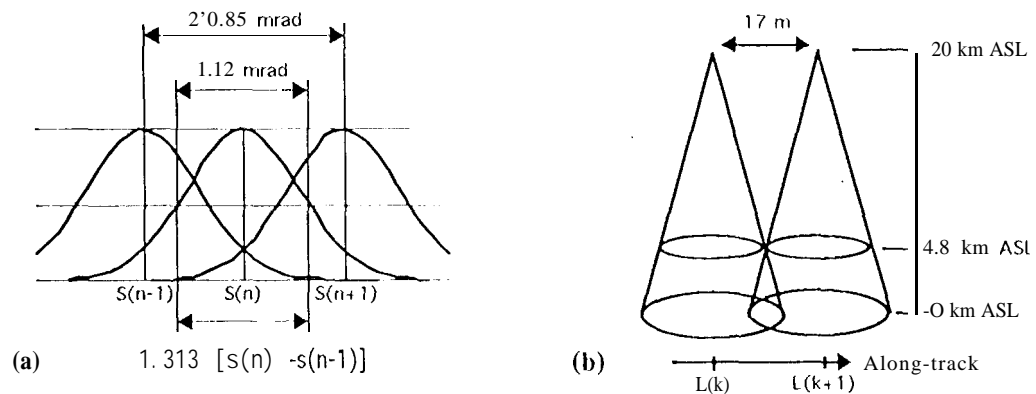 2'0.85 mrad
1.12 mrad
S(n-1) S(n) S(n+1)
(a) 1.313 [s(n) -s(n-1)]
17 m
20 km ASL
4.8 km ASL
-O km ASL
(b) Along-track
L(k) L(k+1)